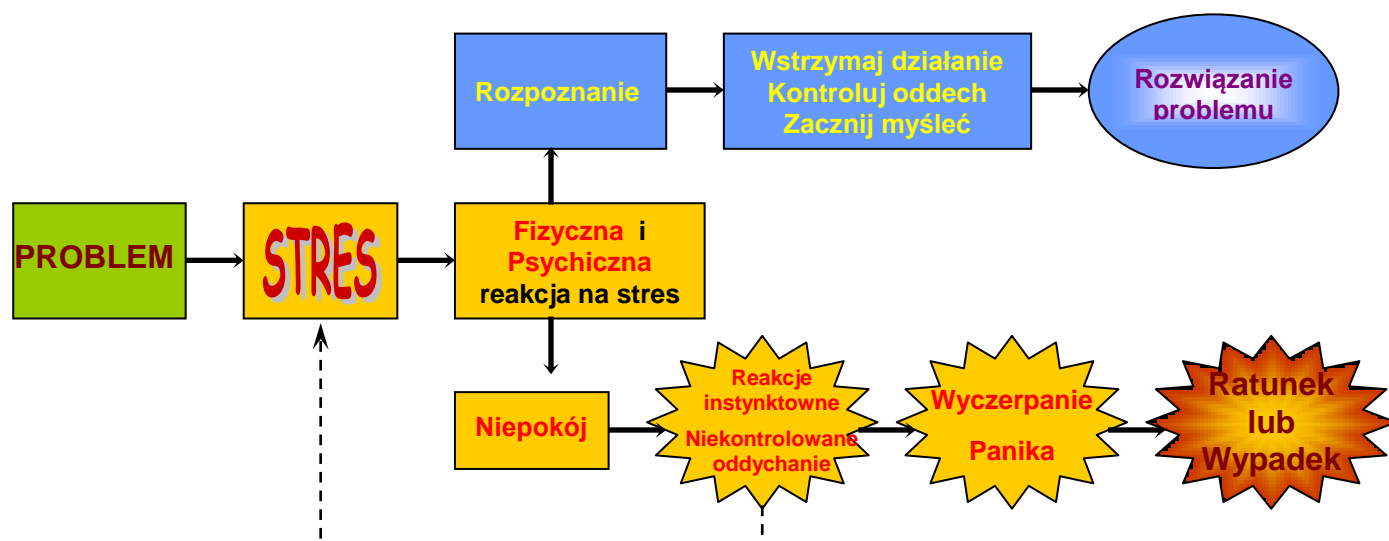 Rozpoznanie
Wstrzymaj działanie
Kontroluj oddech
Zacznij myśleć
Rozwiązanie
problemu
PROBLEM
STRES
Fizyczna i
Psychiczna
reakcja na stres
Niepokój
Reakcje
instynktowne
Niekontrolowane
oddychanie
Wyczerpanie
Panika
Ratunek
lub
Wypadek